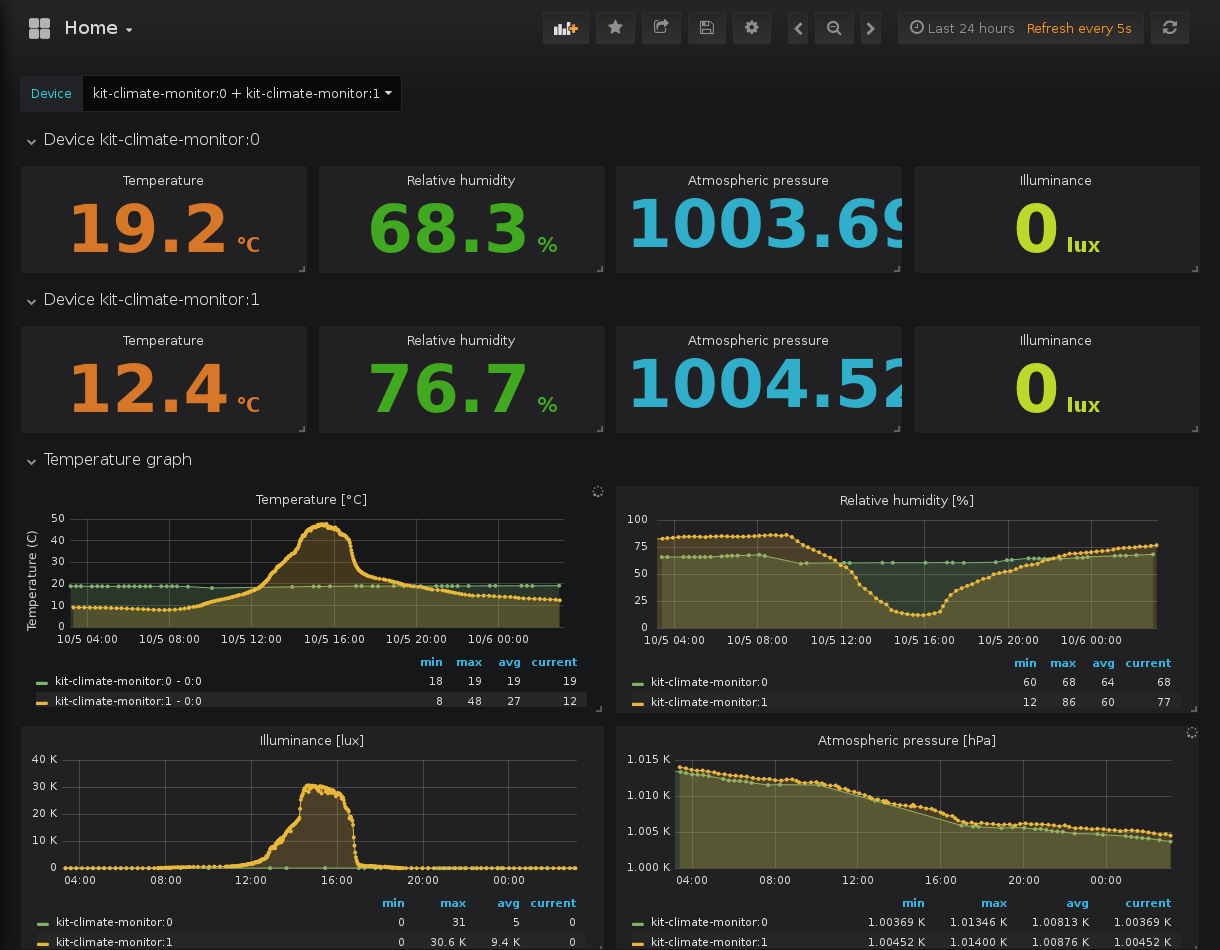 Home
Last 24 hours Refresh every 5s
Device kit-climate-monitor:0 + kit-climate-monitor:1
Device kit-climate-monitor:0
Temperature Relative humidity Atmospheric pressure Illuminance
19.2 °C 68.3 % 1003.69 0 lux
Device kit-climate-monitor:1
Temperature Relative humidity Atmospheric pressure Illuminance
12.4 °C 76.7 % 1004.52 0 lux
Temperature graph
Temperature [°C]
Temperature (C)
50
40
30
20
10
0
10/5 04:00 10/5 08:00 10/5 12:00 10/5 16:00 10/5 20:00 10/6 00:00
min max avg current
kit-climate-monitor:0 - 0:0 18 19 19 19
kit-climate-monitor:1 - 0:0 8 48 27 12
Relative humidity [%]
100
75
50
25
0
10/5 04:00 10/5 08:00 10/5 12:00 10/5 16:00 10/5 20:00 10/6 00:00
min max avg current
kit-climate-monitor:0 60 68 64 68
kit-climate-monitor:1 12 86 60 77
Illuminance [lux]
40 K
30 K
20 K
10 K
0
04:00 08:00 12:00 16:00 20:00 00:00
min max avg current
kit-climate-monitor:0 0 31 5 0
kit-climate-monitor:1 0 30.6 K 9.4 K 0
Atmospheric pressure [hPa]
1.015 K
1.010 K
1.005 K
1.000 K
04:00 08:00 12:00 16:00 20:00 00:00
min max avg current
kit-climate-monitor:0 1.00369 K 1.01346 K 1.00813 K 1.00369 K
kit-climate-monitor:1 1.00452 K 1.01400 K 1.00876 K 1.00452 K